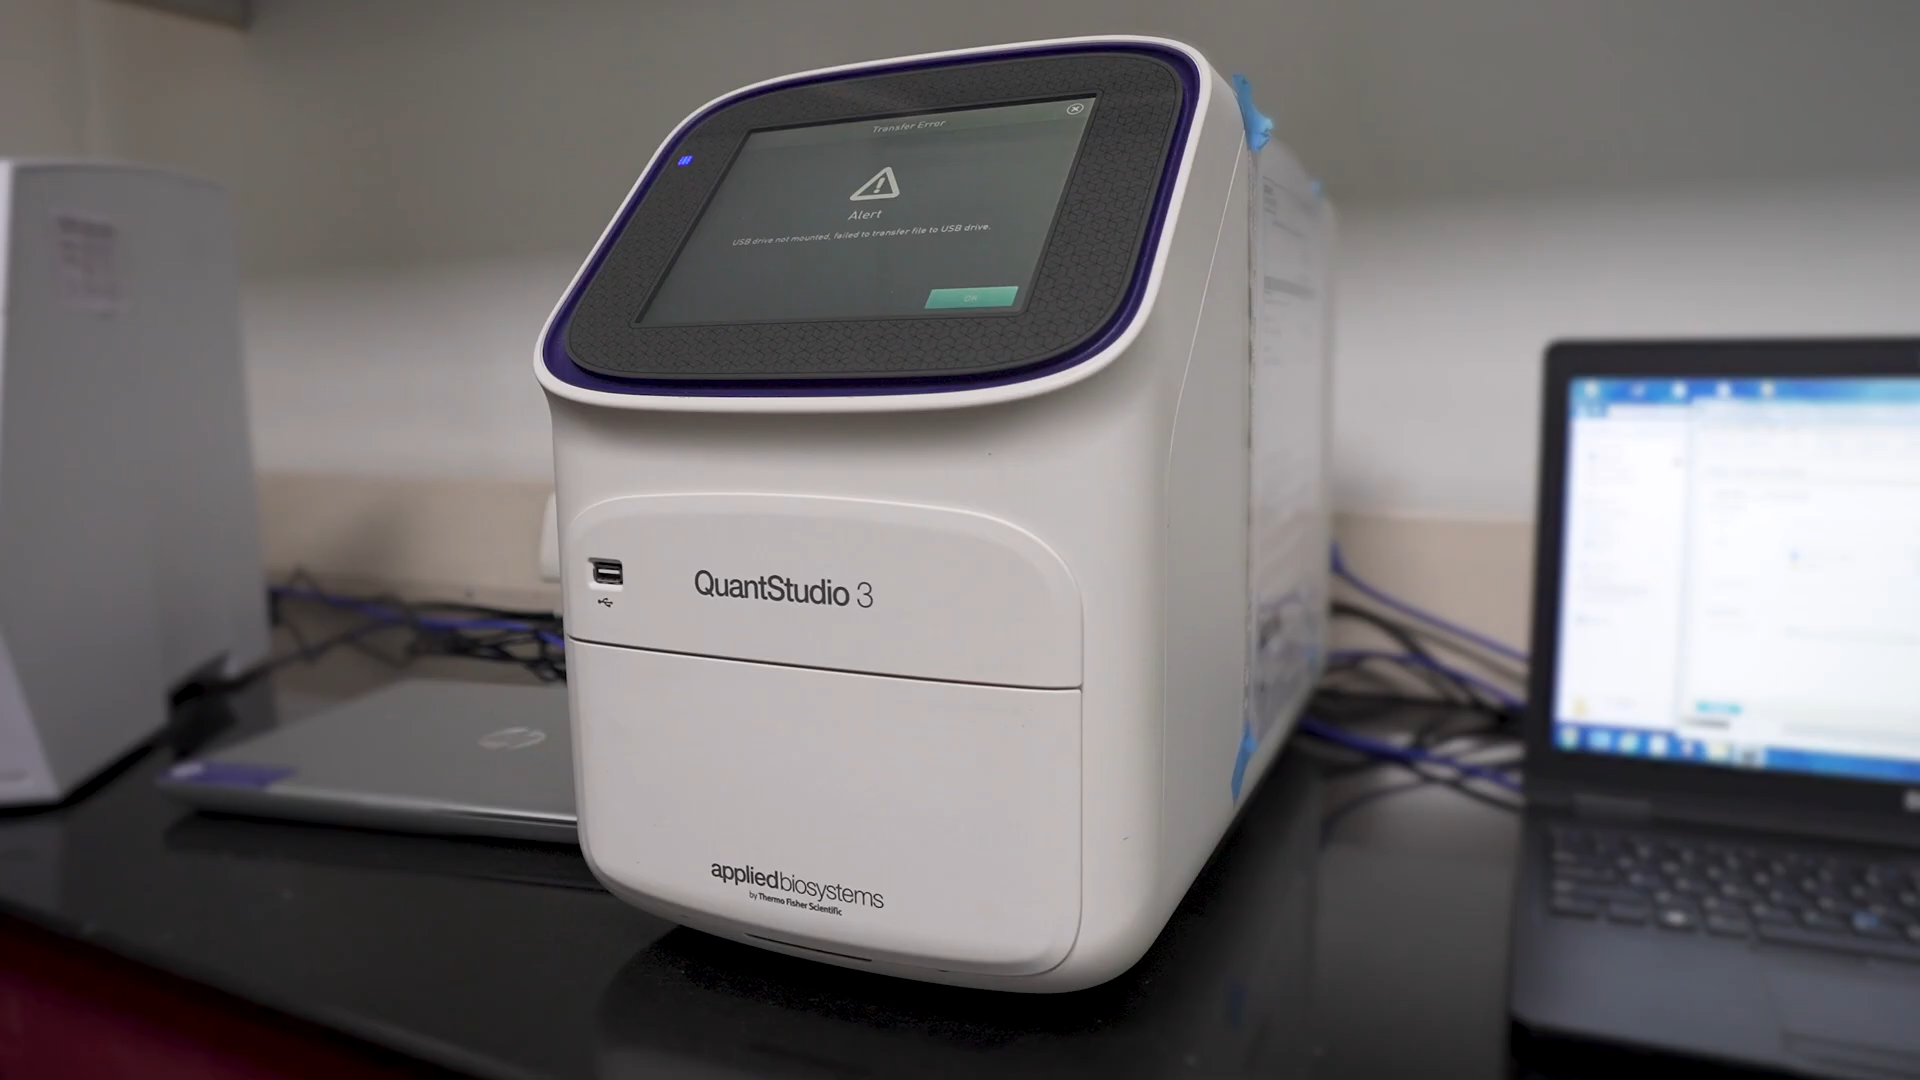 Transfer Error
Alert
USB drive not mounted, failed to transfer file to USB drive.
OK
QuantStudio 3
appliedbiosystems
by Thermo Fisher Scientific